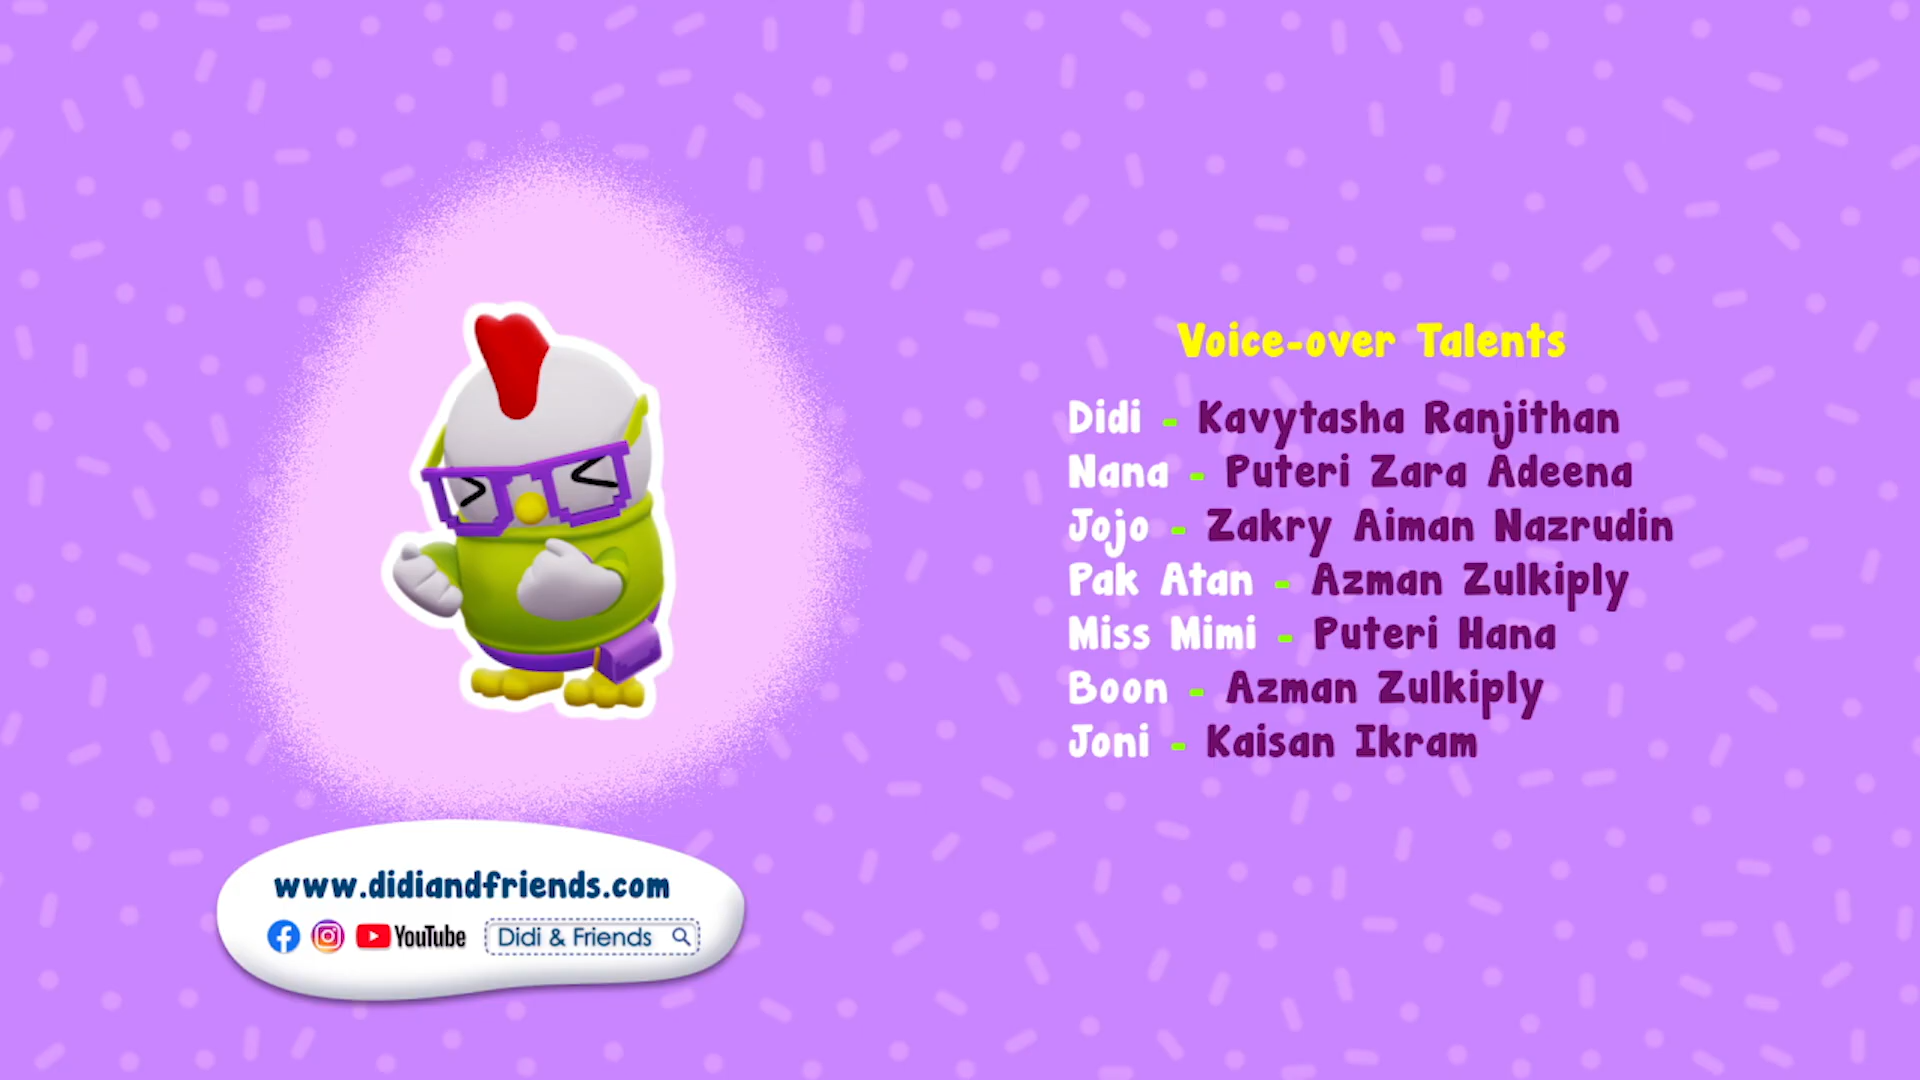 Voice-over Talents
Didi - Kavytasha Ranjithan
Nana - Puteri Zara Adeena
Jojo - Zakry Aiman Nazrudin
Pak Atan - Azman Zulkiply
Miss Mimi - Puteri Hana
Boon - Azman Zulkiply
Joni - Kaisan Ikram
www.didiandfriends.com
YouTube Didi & Friends